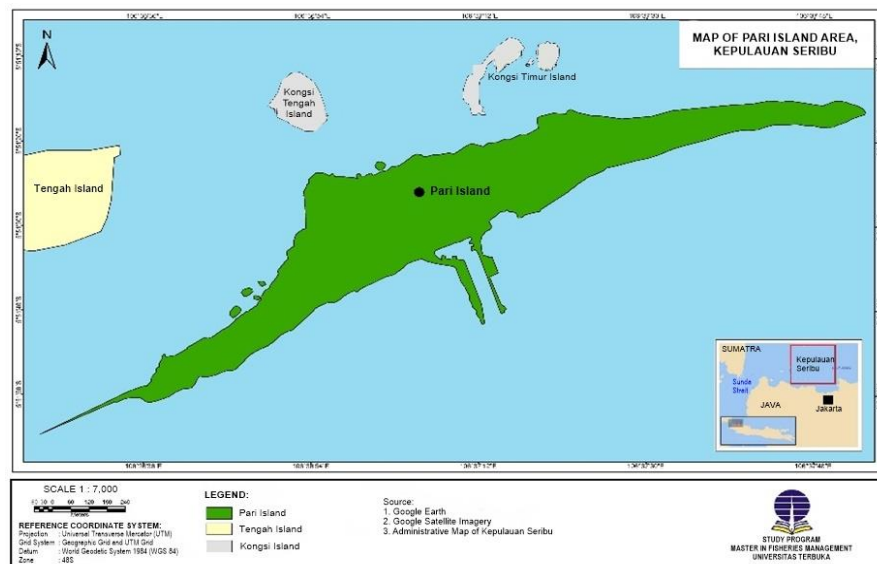 MAP OF PARI ISLAND AREA,
KEPULAUAN SERIBU
N
Kongsi Timur Island
Kongsi
Tengah
Island
Tengah Island
Pari Island
SUMATRA
Kepulauan
Seribu
JAVA
Jakarta
SCALE 1 : 7,000
REFERENCE COORDINATE SYSTEM:
Projection : Universal Transverse Mercator (UTM)
Grid System : Geographic Grid and UTM Grid
Datum : World Geodetic System 1984 (WGS 84)
Zone : 48S
LEGEND:
Pari Island
Tengah Island
Kongsi Island
Source:
1. Google Earth
2. Google Satellite Imagery
3. Administrative Map of Kepulauan Seribu
STUDY PROGRAM
MASTER IN FISHERIES MANAGEMENT
UNIVERSITAS TERBUKA